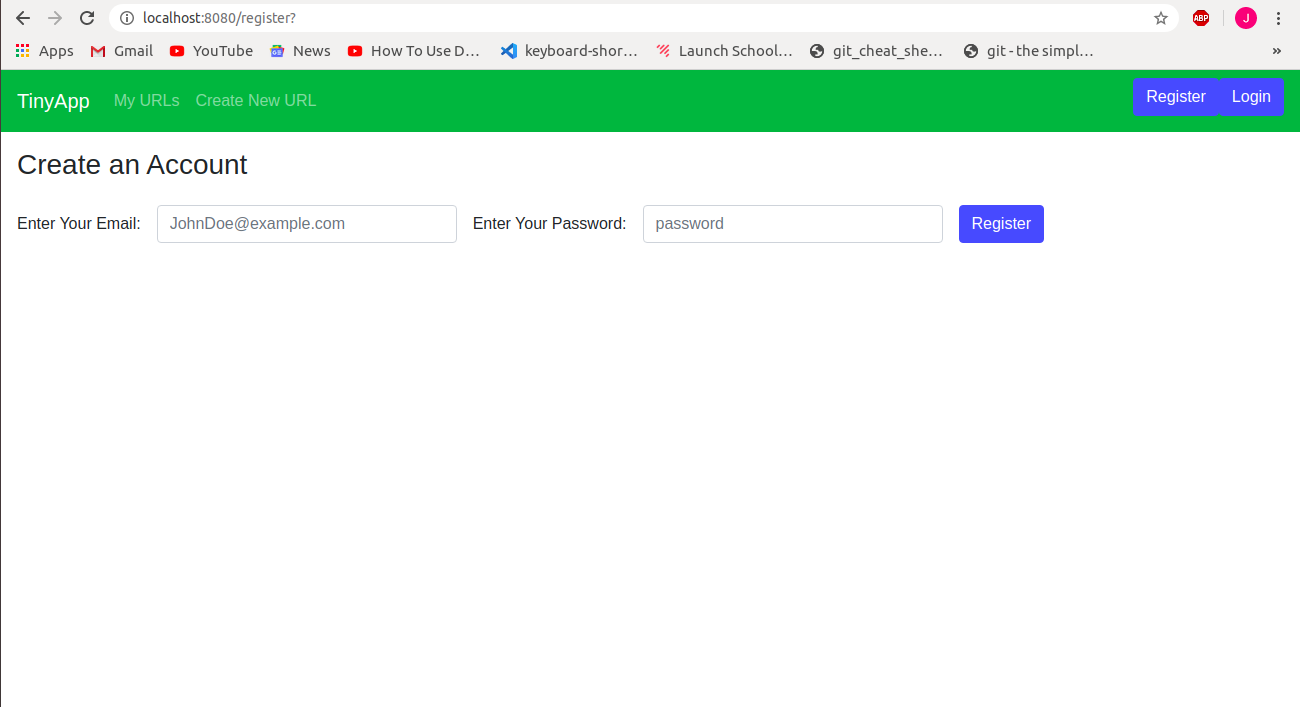 localhost:8080/register?
ABP
J
Apps Gmail YouTube News How To Use D… keyboard-shor… Launch School… git_cheat_she… git - the simpl… »
TinyApp My URLs Create New URL Register Login
Create an Account
Enter Your Email: JohnDoe@example.com Enter Your Password: password Register